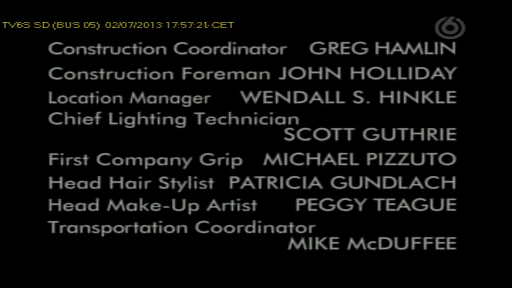 TV6S SD (BUS 05) 02/07/2013 17:57:21 CET
6
Construction Coordinator GREG HAMLIN
Construction Foreman JOHN HOLLIDAY
Location Manager WENDALL S. HINKLE
Chief Lighting Technician
SCOTT GUTHRIE
First Company Grip MICHAEL PIZZUTO
Head Hair Stylist PATRICIA GUNDLACH
Head Make-Up Artist PEGGY TEAGUE
Transportation Coordinator
MIKE McDUFFEE